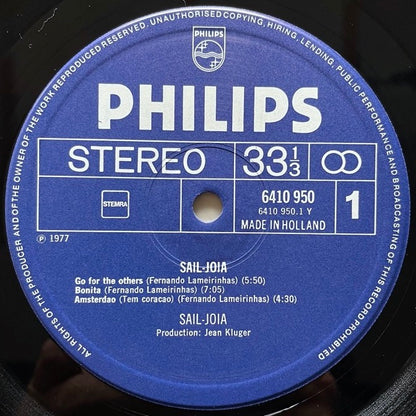 ALL RIGHTS OF THE PRODUCER AND OF THE OWNER OF THE WORK REPRODUCED RESERVED. UNAUTHORISED COPYING, HIRING, LENDING, PUBLIC PERFORMANCE AND BROADCASTING OF THIS RECORD PROHIBITED
PHILIPS
PHILIPS
STEREO 33 1/3
STEMRA
6410 950
6410 950.1 Y
MADE IN HOLLAND
1
℗ 1977
SAIL-JOIA
Go for the others (Fernando Lameirinhas) (5:50)
Bonita (Fernando Lameirinhas) (7:05)
Amsterdao (Tem coracao) (Fernando Lameirinhas) (4:30)
SAIL-JOIA
Production: Jean Kluger